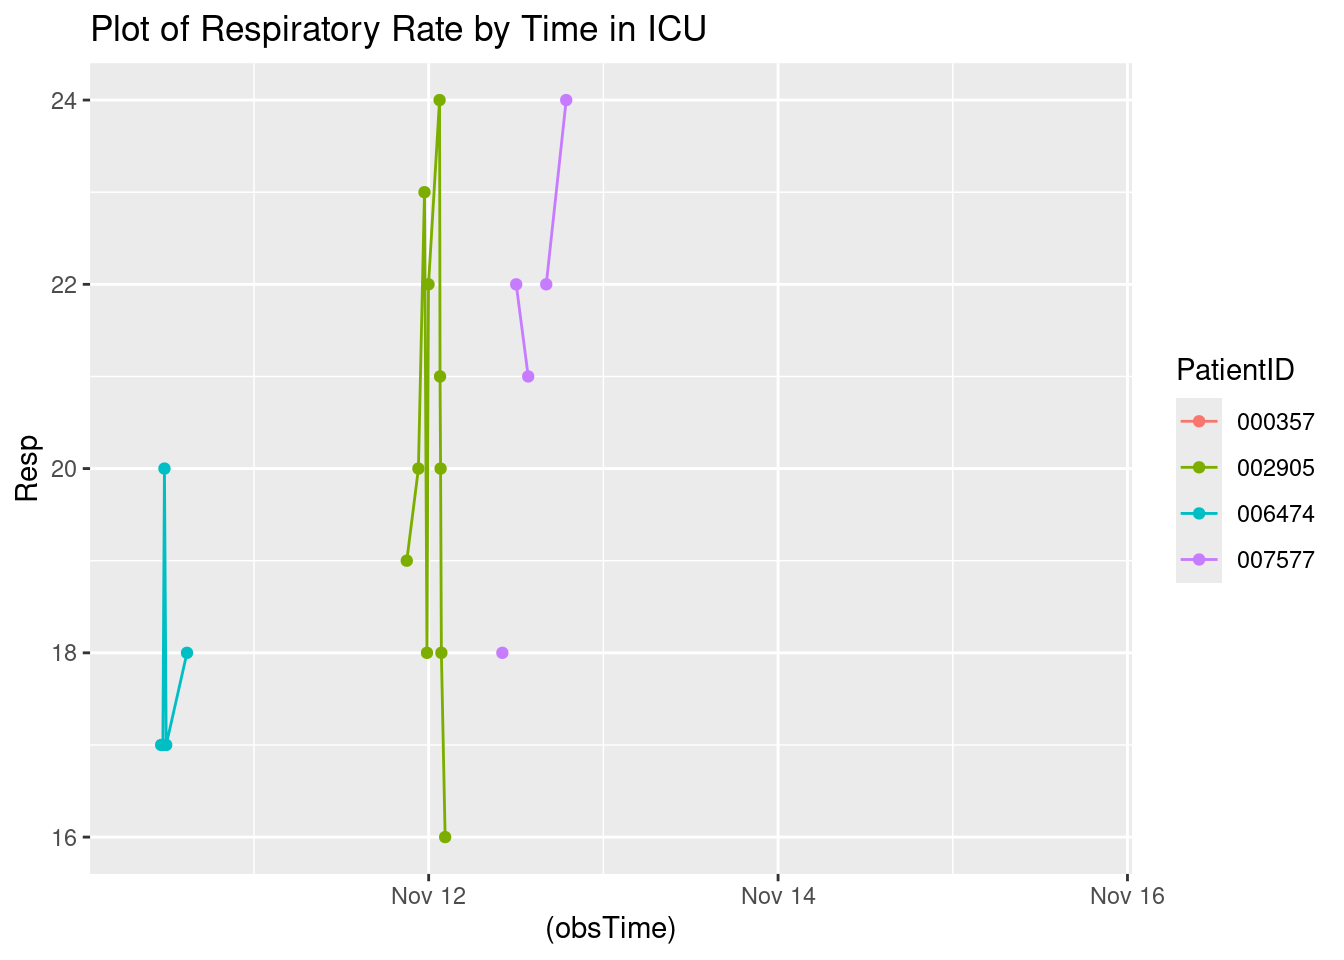 Plot of Respiratory Rate by Time in ICU
24
22
20
18
16
Resp
Nov 12
Nov 14
Nov 16
(obsTime)
PatientID
000357
002905
006474
007577